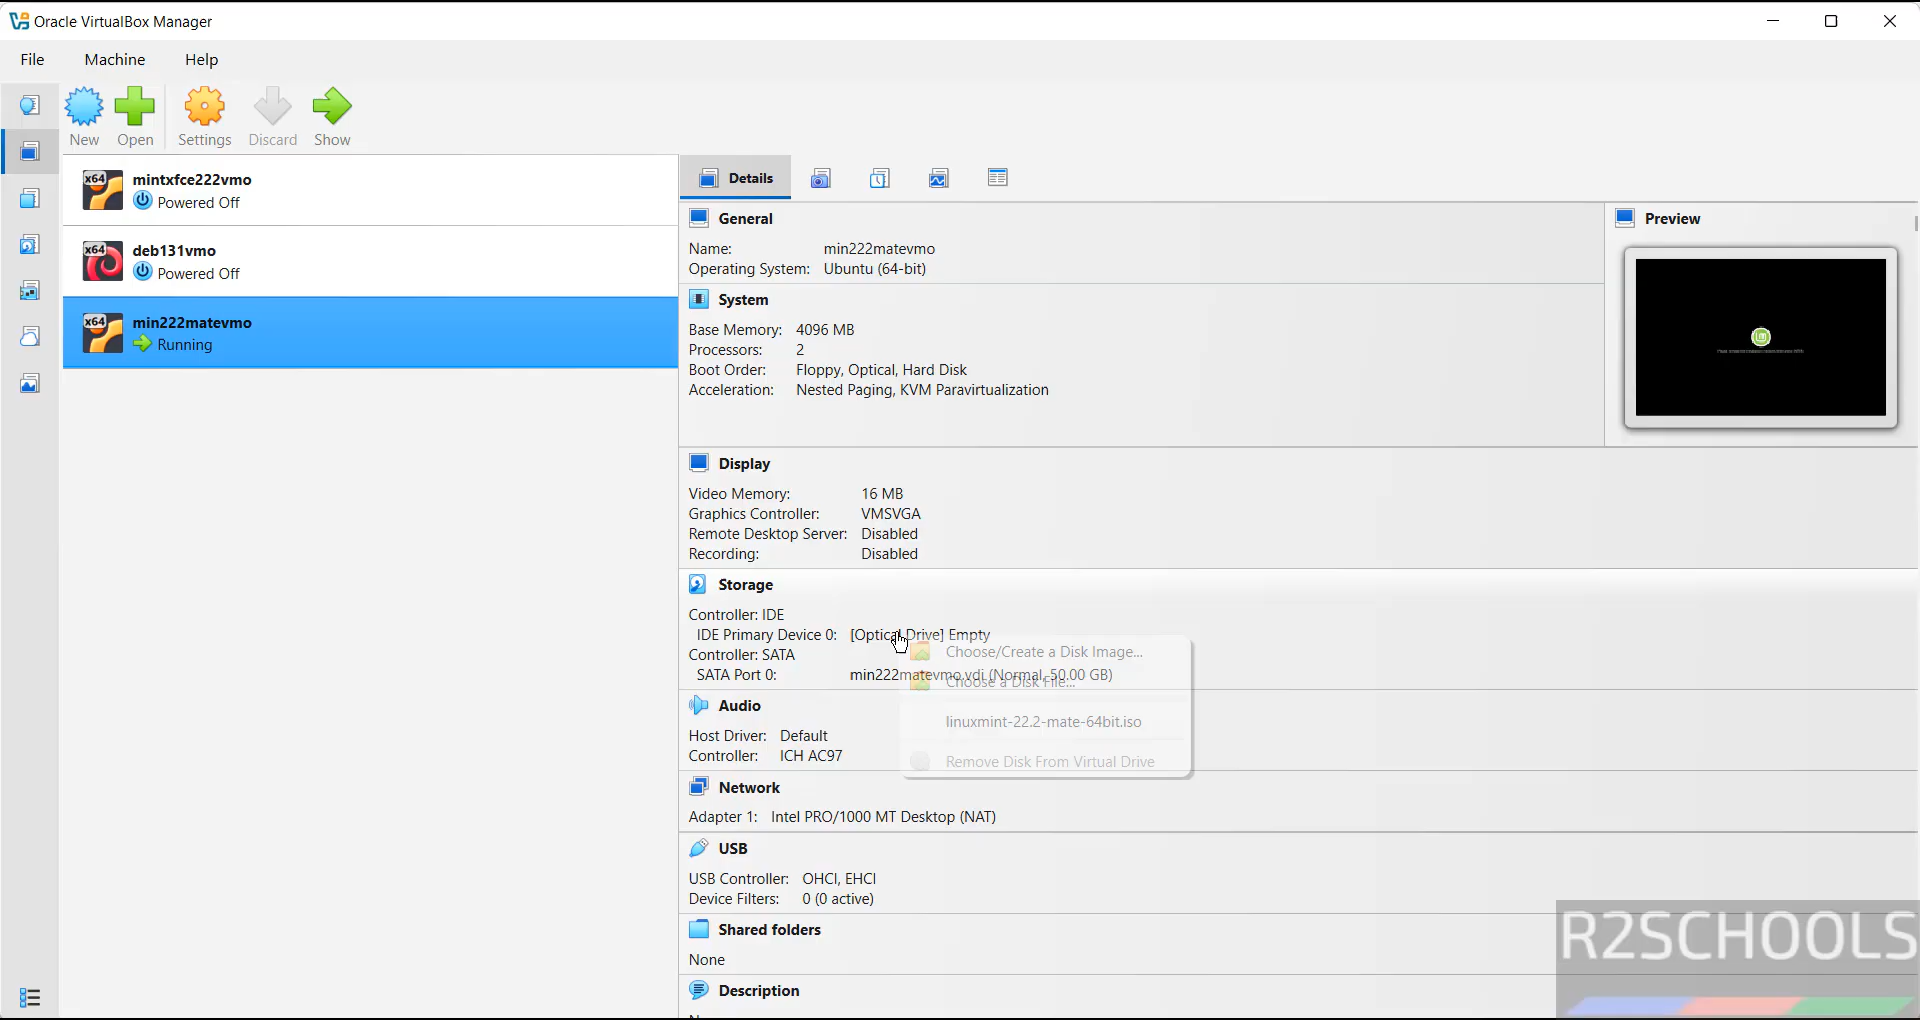 Oracle VirtualBox Manager
File Machine Help
New Open Settings Discard Show
x64 mintxfce222vmo
Powered Off
x64 deb131vmo
Powered Off
x64 min222matevmo
Running
Details
General
Name: min222matevmo
Operating System: Ubuntu (64-bit)
Preview
System
Base Memory: 4096 MB
Processors: 2
Boot Order: Floppy, Optical, Hard Disk
Acceleration: Nested Paging, KVM Paravirtualization
Display
Video Memory: 16 MB
Graphics Controller: VMSVGA
Remote Desktop Server: Disabled
Recording: Disabled
Storage
Controller: IDE
IDE Primary Device 0: [Optical Drive] Empty
Controller: SATA
SATA Port 0: min222matevmo.vdi (Normal, 50.00 GB)
Choose/Create a Disk Image...
Choose a Disk File...
linuxmint-22.2-mate-64bit.iso
Remove Disk From Virtual Drive
Audio
Host Driver: Default
Controller: ICH AC97
Network
Adapter 1: Intel PRO/1000 MT Desktop (NAT)
USB
USB Controller: OHCI, EHCI
Device Filters: 0 (0 active)
Shared folders
None
Description
R2SCHOOLS